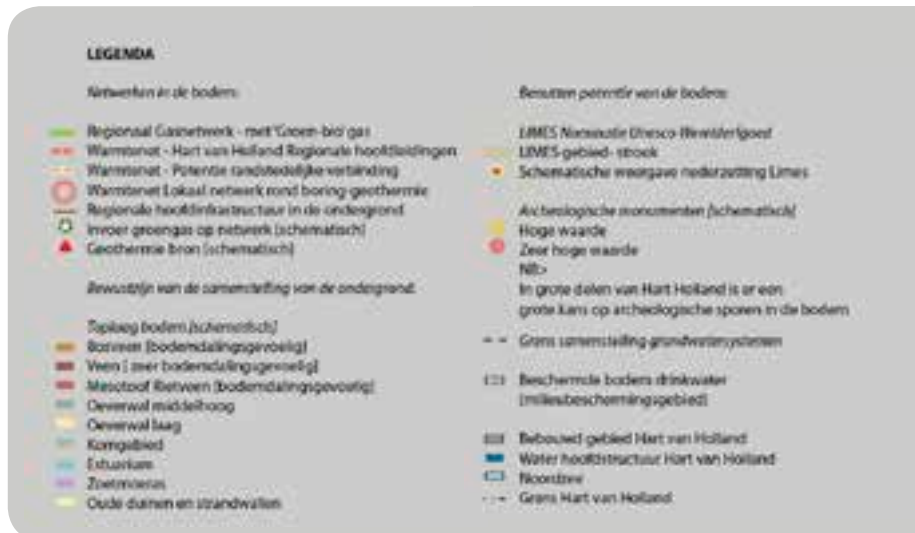 LEGENDA
Netwerken in de bodem:
Regionaal Gasnetwerk - met 'Groen-bio' gas
Warmtenet - Hart van Holland Regionale hoofdleidingen
Warmtenet - Potentie randstedelijke verbinding
Warmtenet Lokaal netwerk rond boring-geothermie
Regionale hoofdinfrastructuur in de ondergrond
Invoer groengas op netwerk (schematisch)
Geothermie bron (schematisch)
Bewustzijn van de samenstelling van de ondergrond:
Toplaag bodem (schematisch)
Bosveen (bodemdalingsgevoelig)
Veen ( zeer bodemdalingsgevoelig)
Mesotroof Rietveen (bodemdalingsgevoelig)
Oeverwal middelhoog
Oeverwal laag
Komgebied
Estuarium
Zoetmoeras
Oude duinen en strandwallen
Benutten potentie van de bodem:
LIMES Nominatie Unesco Werelderfgoed
LIMES-gebied- strook
Schematische weergave nederzetting Limes
Archeologische monumenten (schematisch)
Hoge waarde
Zeer hoge waarde
NB>
In grote delen van Hart Holland is er een
grote kans op archeologische sporen in de bodem
Grens samenstelling grondwatersystemen
Beschermde bodem drinkwater
(milieubeschermingsgebied)
Bebouwd gebied Hart van Holland
Water hoofdstructuur Hart van Holland
Noordzee
Grens Hart van Holland